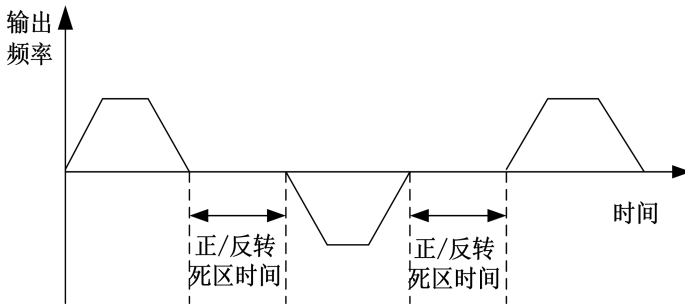 输出
频率
时间
正/反转
死区时间
正/反转
死区时间